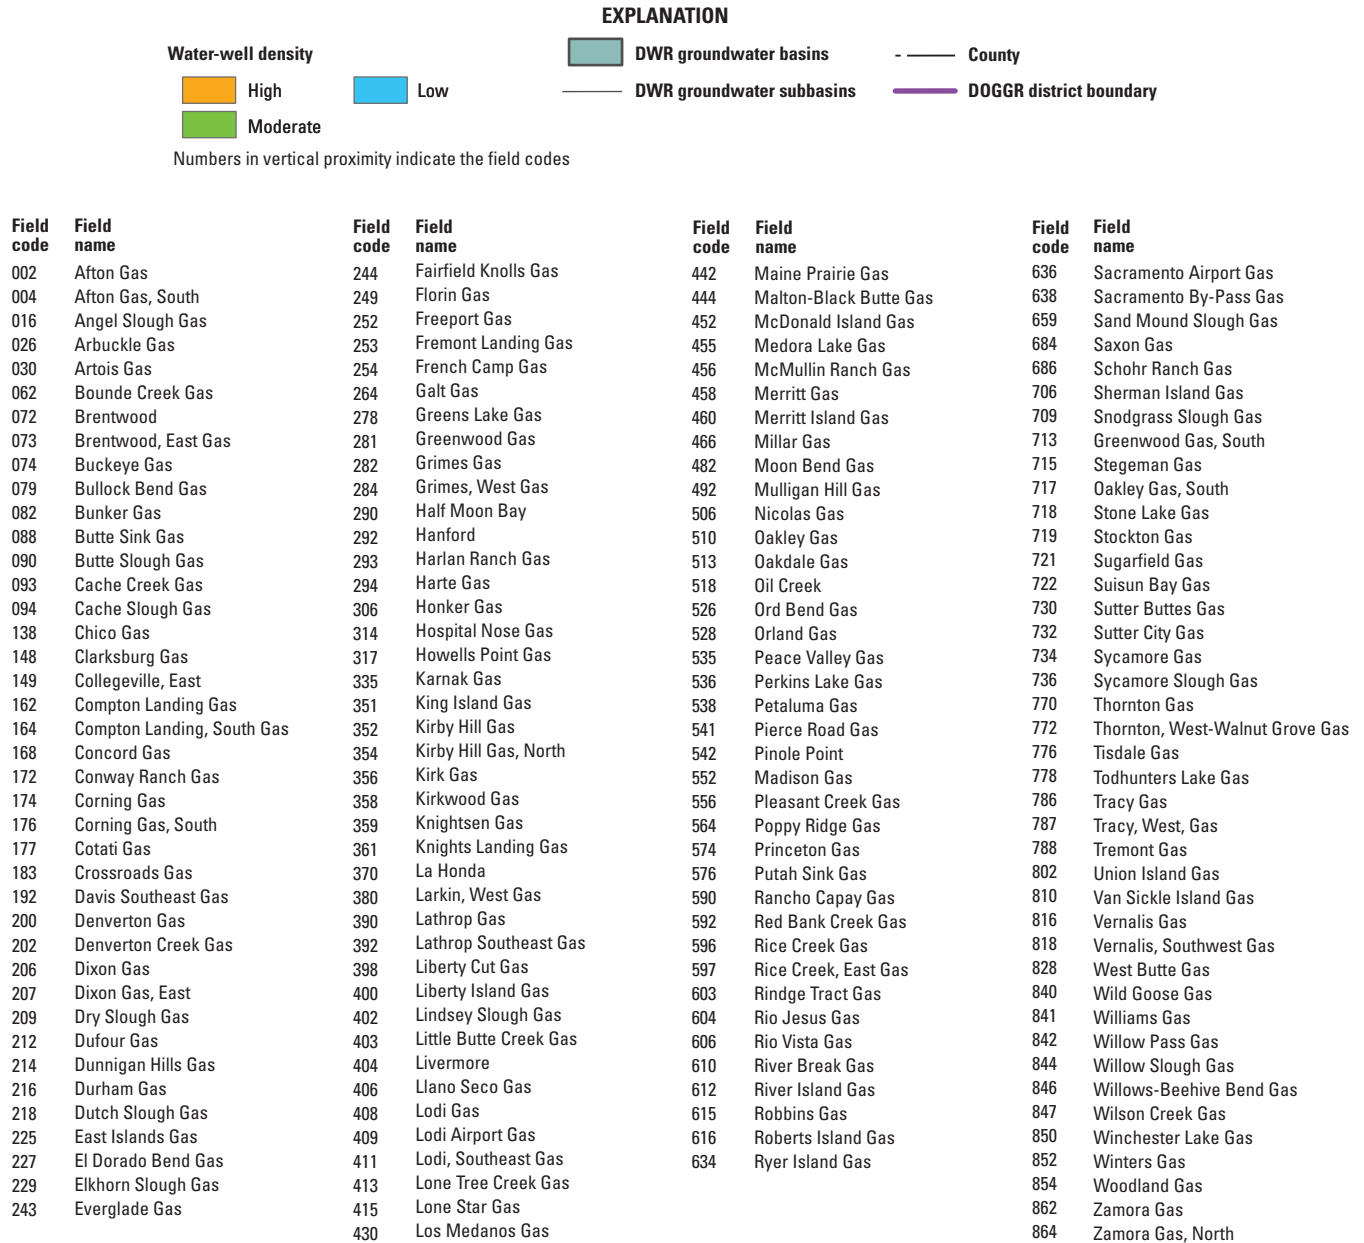 EXPLANATION
Water-well density
High
Low
Moderate
DWR groundwater basins
DWR groundwater subbasins
County
DOGGR district boundary
Numbers in vertical proximity indicate the field codes
Field code Field name
002 Afton Gas
004 Afton Gas, South
016 Angel Slough Gas
026 Arbuckle Gas
030 Artois Gas
062 Bounde Creek Gas
072 Brentwood
073 Brentwood, East Gas
074 Buckeye Gas
079 Bullock Bend Gas
082 Bunker Gas
088 Butte Sink Gas
090 Butte Slough Gas
093 Cache Creek Gas
094 Cache Slough Gas
138 Chico Gas
148 Clarksburg Gas
149 Collegeville, East
162 Compton Landing Gas
164 Compton Landing, South Gas
168 Concord Gas
172 Conway Ranch Gas
174 Corning Gas
176 Corning Gas, South
177 Cotati Gas
183 Crossroads Gas
192 Davis Southeast Gas
200 Denverton Gas
202 Denverton Creek Gas
206 Dixon Gas
207 Dixon Gas, East
209 Dry Slough Gas
212 Dufour Gas
214 Dunnigan Hills Gas
216 Durham Gas
218 Dutch Slough Gas
225 East Islands Gas
227 El Dorado Bend Gas
229 Elkhorn Slough Gas
243 Everglade Gas
Field code Field name
244 Fairfield Knolls Gas
249 Florin Gas
252 Freeport Gas
253 Fremont Landing Gas
254 French Camp Gas
264 Galt Gas
278 Greens Lake Gas
281 Greenwood Gas
282 Grimes Gas
284 Grimes, West Gas
290 Half Moon Bay
292 Hanford
293 Harlan Ranch Gas
294 Harte Gas
306 Honker Gas
314 Hospital Nose Gas
317 Howells Point Gas
335 Karnak Gas
351 King Island Gas
352 Kirby Hill Gas
354 Kirby Hill Gas, North
356 Kirk Gas
358 Kirkwood Gas
359 Knightsen Gas
361 Knights Landing Gas
370 La Honda
380 Larkin, West Gas
390 Lathrop Gas
392 Lathrop Southeast Gas
398 Liberty Cut Gas
400 Liberty Island Gas
402 Lindsey Slough Gas
403 Little Butte Creek Gas
404 Livermore
406 Llano Seco Gas
408 Lodi Gas
409 Lodi Airport Gas
411 Lodi, Southeast Gas
413 Lone Tree Creek Gas
415 Lone Star Gas
430 Los Medanos Gas
Field code Field name
442 Maine Prairie Gas
444 Malton-Black Butte Gas
452 McDonald Island Gas
455 Medora Lake Gas
456 McMullin Ranch Gas
458 Merritt Gas
460 Merritt Island Gas
466 Millar Gas
482 Moon Bend Gas
492 Mulligan Hill Gas
506 Nicolas Gas
510 Oakley Gas
513 Oakdale Gas
518 Oil Creek
526 Ord Bend Gas
528 Orland Gas
535 Peace Valley Gas
536 Perkins Lake Gas
538 Petaluma Gas
541 Pierce Road Gas
542 Pinole Point
552 Madison Gas
556 Pleasant Creek Gas
564 Poppy Ridge Gas
574 Princeton Gas
576 Putah Sink Gas
590 Rancho Capay Gas
592 Red Bank Creek Gas
596 Rice Creek Gas
597 Rice Creek, East Gas
603 Rindge Tract Gas
604 Rio Jesus Gas
606 Rio Vista Gas
610 River Break Gas
612 River Island Gas
615 Robbins Gas
616 Roberts Island Gas
634 Ryer Island Gas
Field code Field name
636 Sacramento Airport Gas
638 Sacramento By-Pass Gas
659 Sand Mound Slough Gas
684 Saxon Gas
686 Schohr Ranch Gas
706 Sherman Island Gas
709 Snodgrass Slough Gas
713 Greenwood Gas, South
715 Stegeman Gas
717 Oakley Gas, South
718 Stone Lake Gas
719 Stockton Gas
721 Sugarfield Gas
722 Suisun Bay Gas
730 Sutter Buttes Gas
732 Sutter City Gas
734 Sycamore Gas
736 Sycamore Slough Gas
770 Thornton Gas
772 Thornton, West-Walnut Grove Gas
776 Tisdale Gas
778 Todhunters Lake Gas
786 Tracy Gas
787 Tracy, West, Gas
788 Tremont Gas
802 Union Island Gas
810 Van Sickle Island Gas
816 Vernalis Gas
818 Vernalis, Southwest Gas
828 West Butte Gas
840 Wild Goose Gas
841 Williams Gas
842 Willow Pass Gas
844 Willow Slough Gas
846 Willows-Beehive Bend Gas
847 Wilson Creek Gas
850 Winchester Lake Gas
852 Winters Gas
854 Woodland Gas
862 Zamora Gas
864 Zamora Gas, North